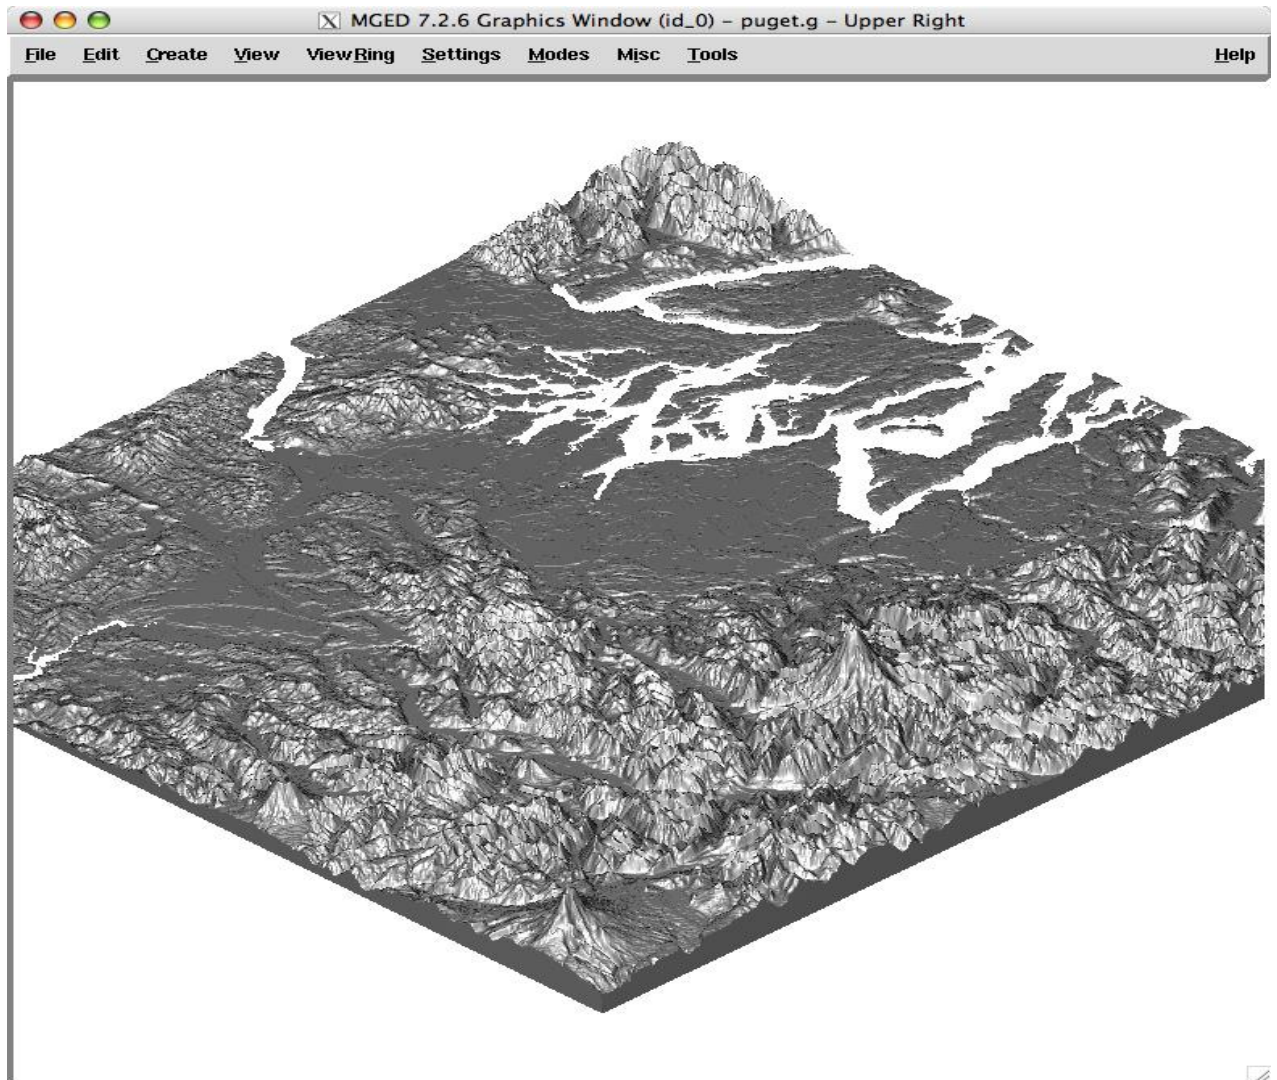 MGED 7.2.6 Graphics Window (id_0) – puget.g – Upper Right
File Edit Create View ViewRing Settings Modes Misc Tools Help